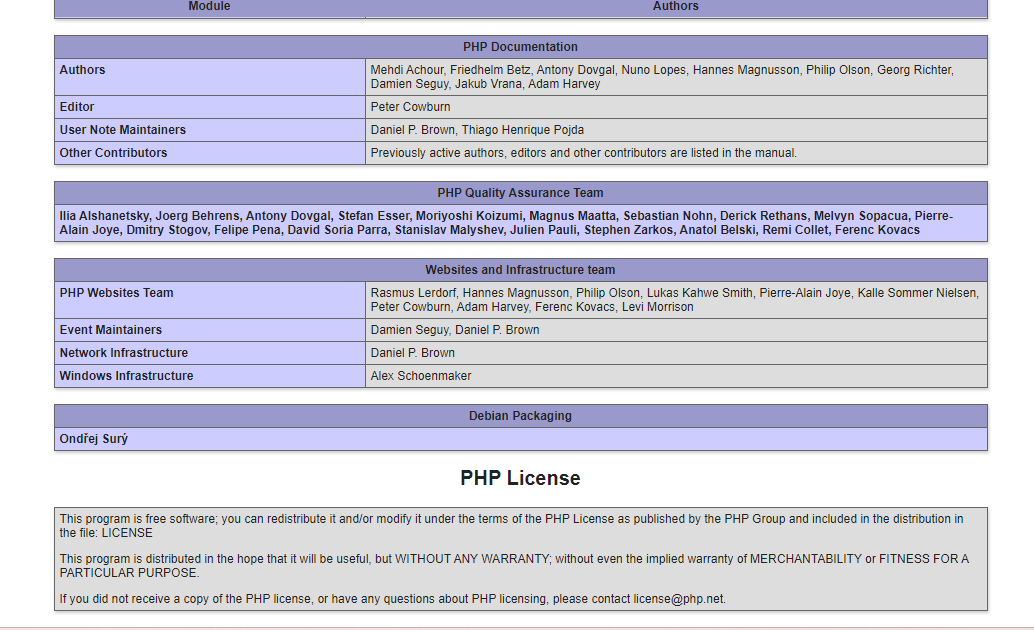 Module Authors
PHP Documentation
Authors Mehdi Achour, Friedhelm Betz, Antony Dovgal, Nuno Lopes, Hannes Magnusson, Philip Olson, Georg Richter,
Damien Seguy, Jakub Vrana, Adam Harvey
Editor Peter Cowburn
User Note Maintainers Daniel P. Brown, Thiago Henrique Pojda
Other Contributors Previously active authors, editors and other contributors are listed in the manual.
PHP Quality Assurance Team
Ilia Alshanetsky, Joerg Behrens, Antony Dovgal, Stefan Esser, Moriyoshi Koizumi, Magnus Maatta, Sebastian Nohn, Derick Rethans, Melvyn Sopacua, Pierre-
Alain Joye, Dmitry Stogov, Felipe Pena, David Soria Parra, Stanislav Malyshev, Julien Pauli, Stephen Zarkos, Anatol Belski, Remi Collet, Ferenc Kovacs
Websites and Infrastructure team
PHP Websites Team Rasmus Lerdorf, Hannes Magnusson, Philip Olson, Lukas Kahwe Smith, Pierre-Alain Joye, Kalle Sommer Nielsen,
Peter Cowburn, Adam Harvey, Ferenc Kovacs, Levi Morrison
Event Maintainers Damien Seguy, Daniel P. Brown
Network Infrastructure Daniel P. Brown
Windows Infrastructure Alex Schoenmaker
Debian Packaging
Ondřej Surý
PHP License
This program is free software; you can redistribute it and/or modify it under the terms of the PHP License as published by the PHP Group and included in the distribution in
the file: LICENSE
This program is distributed in the hope that it will be useful, but WITHOUT ANY WARRANTY; without even the implied warranty of MERCHANTABILITY or FITNESS FOR A
PARTICULAR PURPOSE.
If you did not receive a copy of the PHP license, or have any questions about PHP licensing, please contact license@php.net.